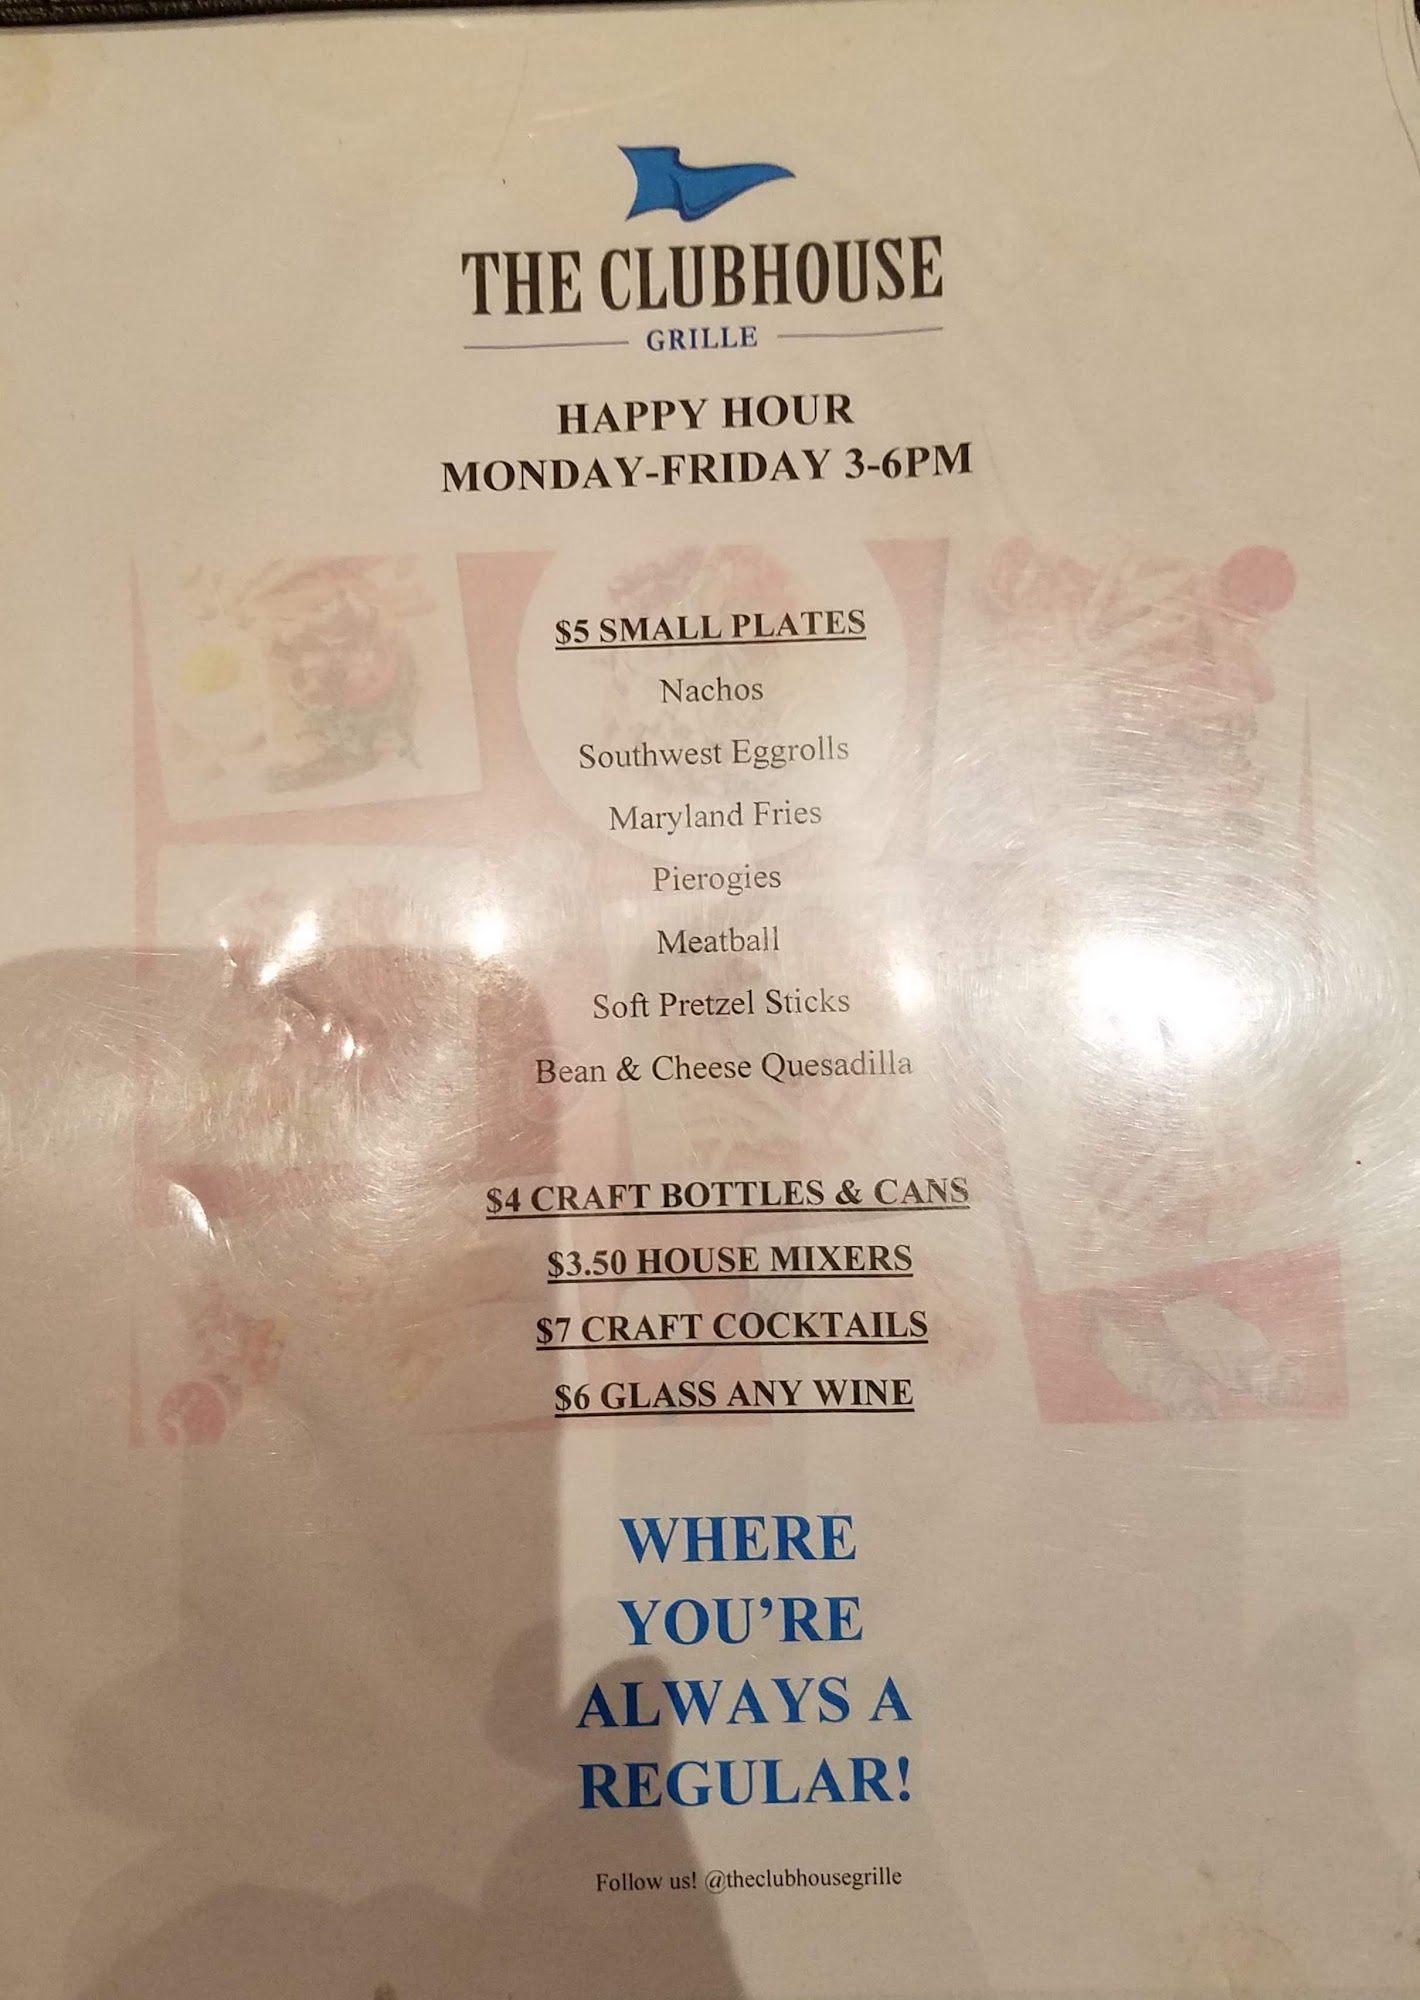 THE CLUBHOUSE
GRILLE
HAPPY HOUR
MONDAY-FRIDAY 3-6PM
$5 SMALL PLATES
Nachos
Southwest Eggrolls
Maryland Fries
Pierogies
Meatball
Soft Pretzel Sticks
Bean & Cheese Quesadilla
$4 CRAFT BOTTLES & CANS
$3.50 HOUSE MIXERS
$7 CRAFT COCKTAILS
$6 GLASS ANY WINE
WHERE
YOU’RE
ALWAYS A
REGULAR!
Follow us! @theclubhousegrille